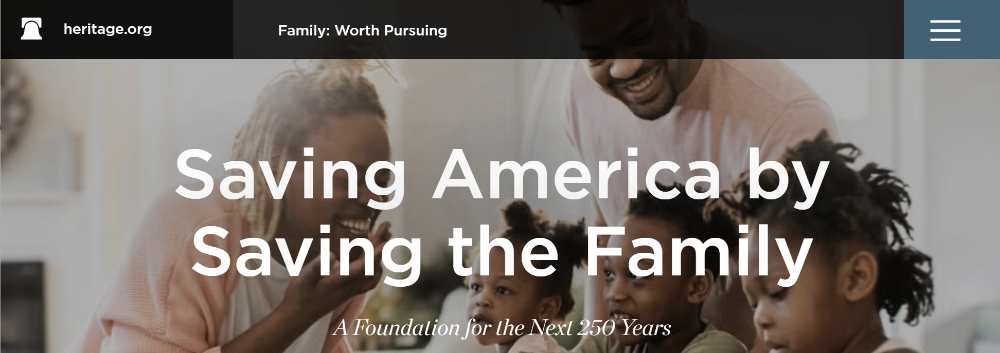 heritage.org
Family: Worth Pursuing
Saving America by
Saving the Family
A Foundation for the Next 250 Years